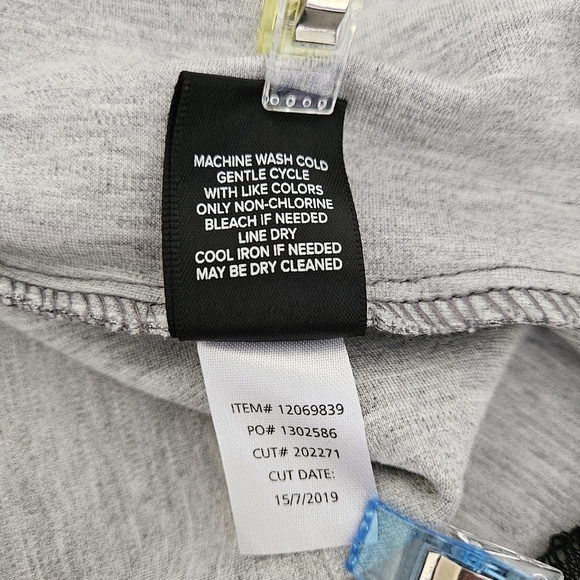 MACHINE WASH COLD
GENTLE CYCLE
WITH LIKE COLORS
ONLY NON-CHLORINE
BLEACH IF NEEDED
LINE DRY
COOL IRON IF NEEDED
MAY BE DRY CLEANED
ITEM# 12069839
PO# 1302586
CUT# 202271
CUT DATE:
15/7/2019